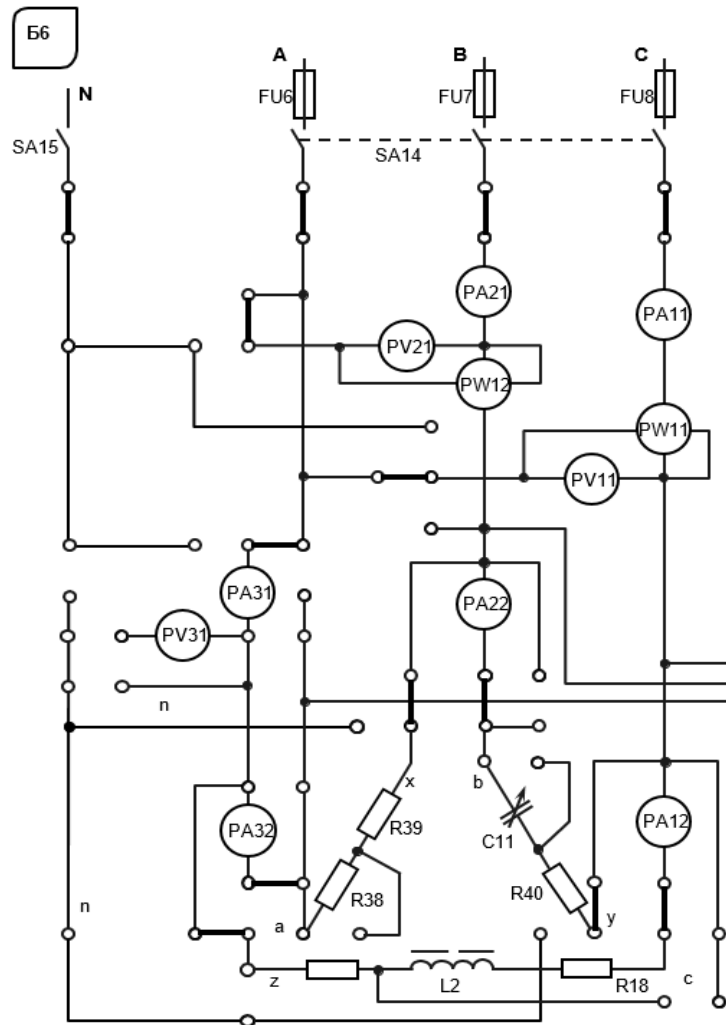 Б6
A
B
C
N
FU6
FU7
FU8
SA15
SA14
PA21
PA11
PV21
PW12
PW11
PV11
PA31
PA22
PV31
n
x
b
PA32
R39
C11
PA12
R38
R40
n
a
y
z
L2
R18
c